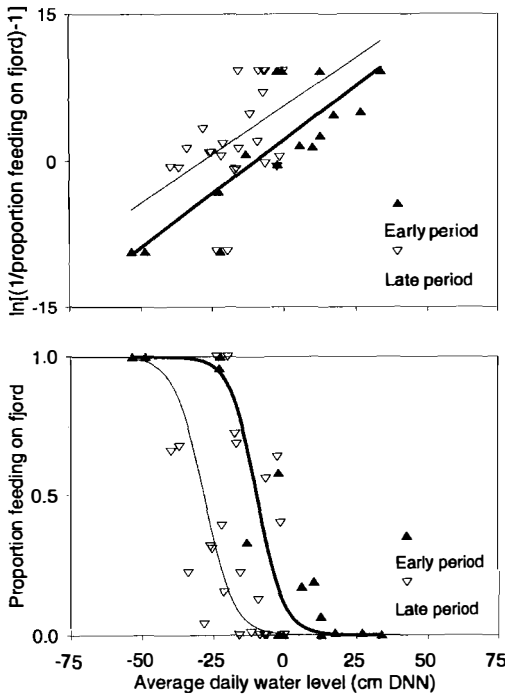 ln[(1/proportion feeding on fjord)-1]
15
0
-15
Early period
Late period
Proportion feeding on fjord
1.0
0.5
0.0
Early period
Late period
-75 -50 -25 0 25 50 75
Average daily water level (cm DNN)